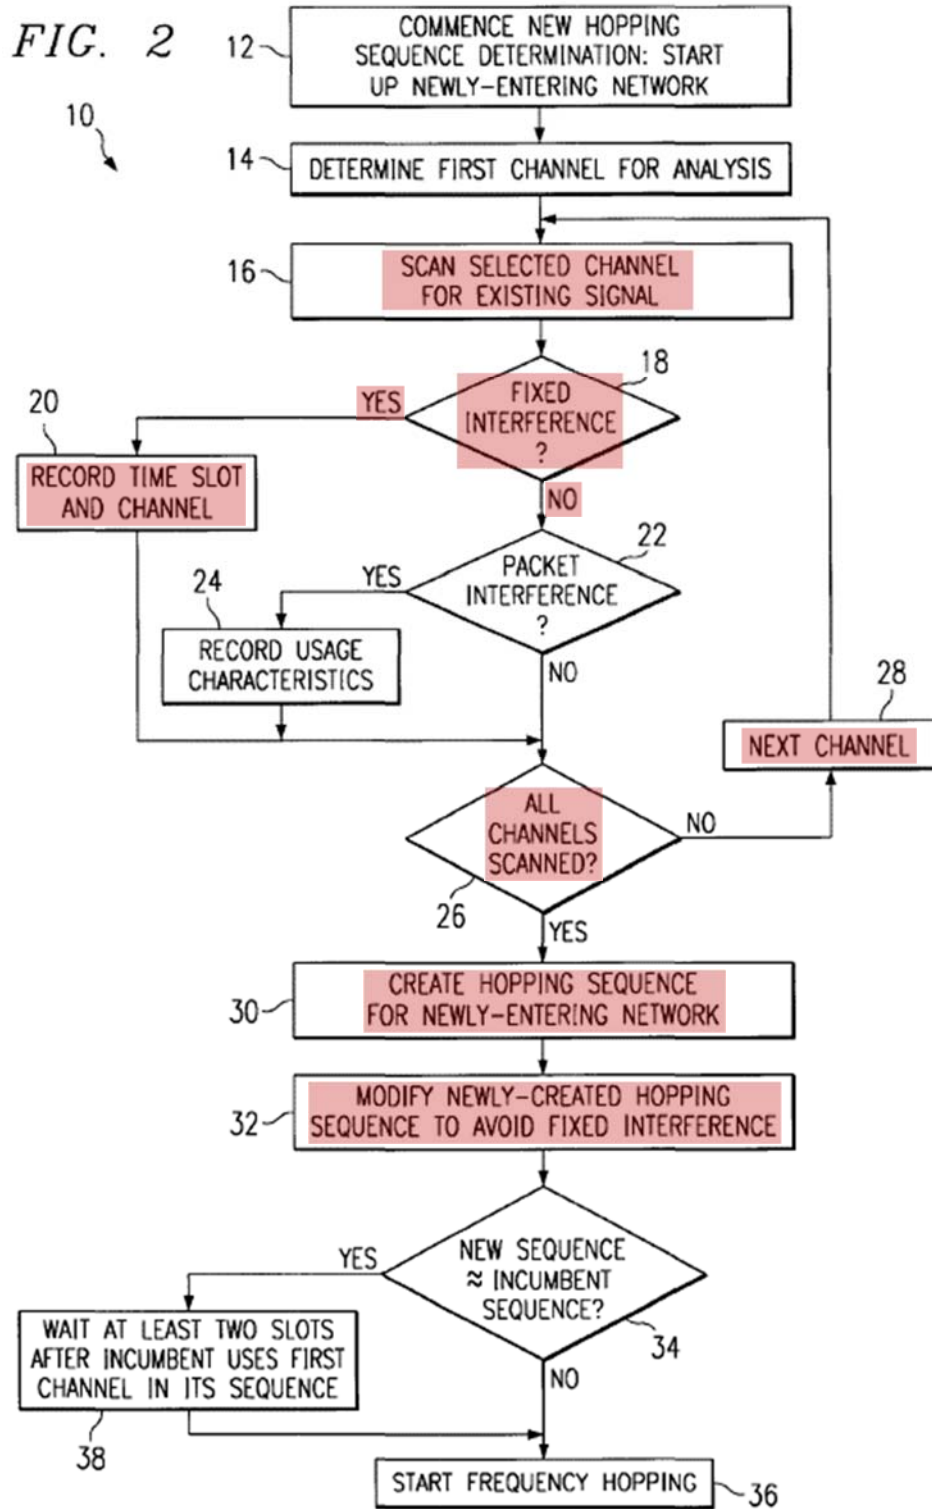 FIG. 2
10
12
COMMENCE NEW HOPPING
SEQUENCE DETERMINATION: START
UP NEWLY-ENTERING NETWORK
14
DETERMINE FIRST CHANNEL FOR ANALYSIS
16
SCAN SELECTED CHANNEL
FOR EXISTING SIGNAL
18
FIXED
INTERFERENCE
?
YES
NO
20
RECORD TIME SLOT
AND CHANNEL
22
PACKET
INTERFERENCE
?
YES
NO
24
RECORD USAGE
CHARACTERISTICS
28
NEXT CHANNEL
ALL
CHANNELS
SCANNED?
NO
26
YES
30
CREATE HOPPING SEQUENCE
FOR NEWLY-ENTERING NETWORK
32
MODIFY NEWLY-CREATED HOPPING
SEQUENCE TO AVOID FIXED INTERFERENCE
YES
NEW SEQUENCE
≈ INCUMBENT
SEQUENCE?
34
NO
WAIT AT LEAST TWO SLOTS
AFTER INCUMBENT USES FIRST
CHANNEL IN ITS SEQUENCE
38
START FREQUENCY HOPPING
36